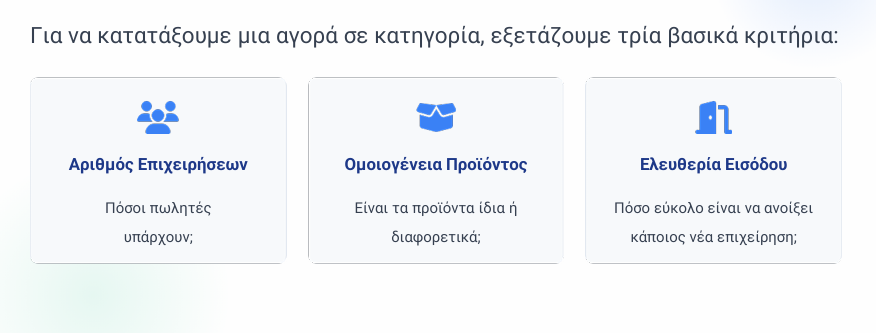 Για να κατατάξουμε μια αγορά σε κατηγορία, εξετάζουμε τρία βασικά κριτήρια:
Αριθμός Επιχειρήσεων
Πόσοι πωλητές
υπάρχουν;
Ομοιογένεια Προϊόντος
Είναι τα προϊόντα ίδια ή
διαφορετικά;
Ελευθερία Εισόδου
Πόσο εύκολο είναι να ανοίξει
κάποιος νέα επιχείρηση;